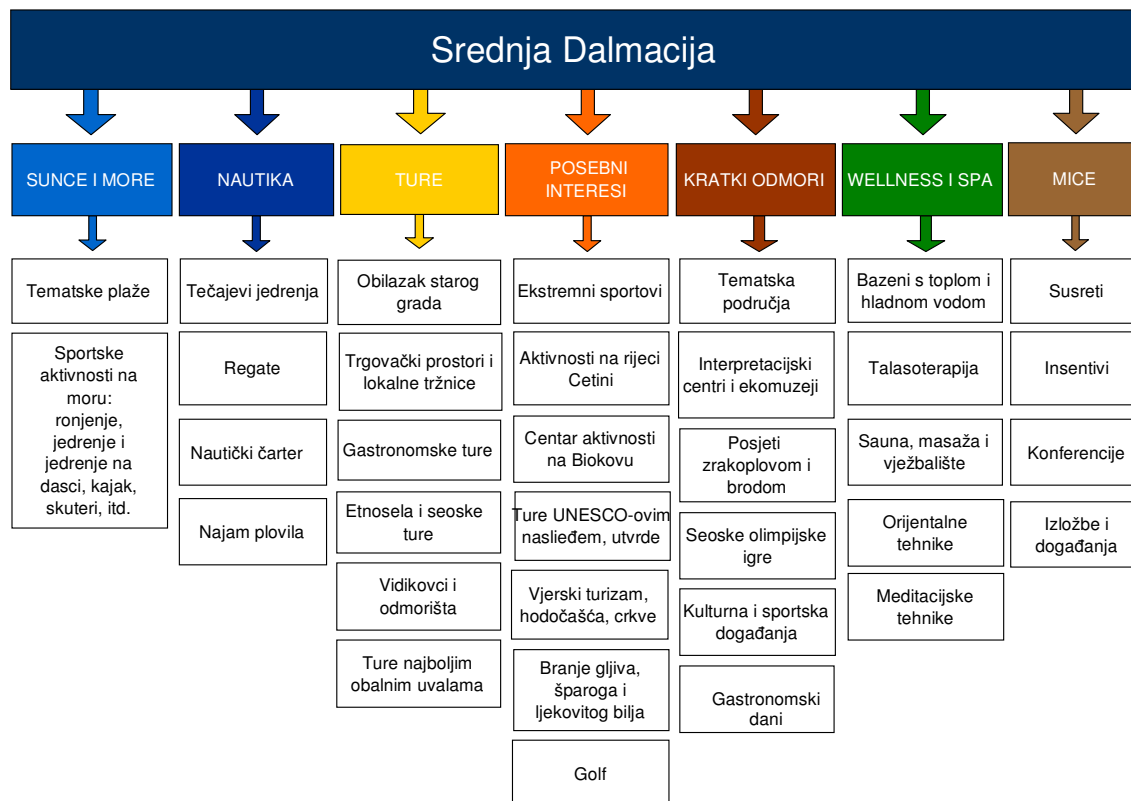 Srednja Dalmacija
SUNCE I MORE
NAUTIKA
TURE
POSEBNI
INTERESI
KRATKI ODMORI
WELLNESS I SPA
MICE
Tematske plaže
Sportske
aktivnosti na
moru:
ronjenje,
jedrenje i
jedrenje na
dasci, kajak,
skuteri, itd.
Tečajevi jedrenja
Regate
Nautički čarter
Najam plovila
Obilazak starog
grada
Trgovački prostori i
lokalne tržnice
Gastronomske ture
Etnosela i seoske
ture
Vidikovci i
odmorišta
Ture najboljim
obalnim uvalama
Ekstremni sportovi
Aktivnosti na rijeci
Cetini
Centar aktivnosti
na Biokovu
Ture UNESCO-ovim
naslieđem, utvrde
Vjerski turizam,
hodočašća, crkve
Branje gljiva,
šparoga i
ljekovitog bilja
Golf
Tematska
područja
Interpretacijski
centri i ekomuzeji
Posjeti
zrakoplovom i
brodom
Seoske olimpijske
igre
Kulturna i sportska
događanja
Gastronomski
dani
Bazeni s toplom i
hladnom vodom
Talasoterapija
Sauna, masaža i
vježbalište
Orijentalne
tehnike
Meditacijske
tehnike
Susreti
Insentivi
Konferencije
Izložbe i
događanja